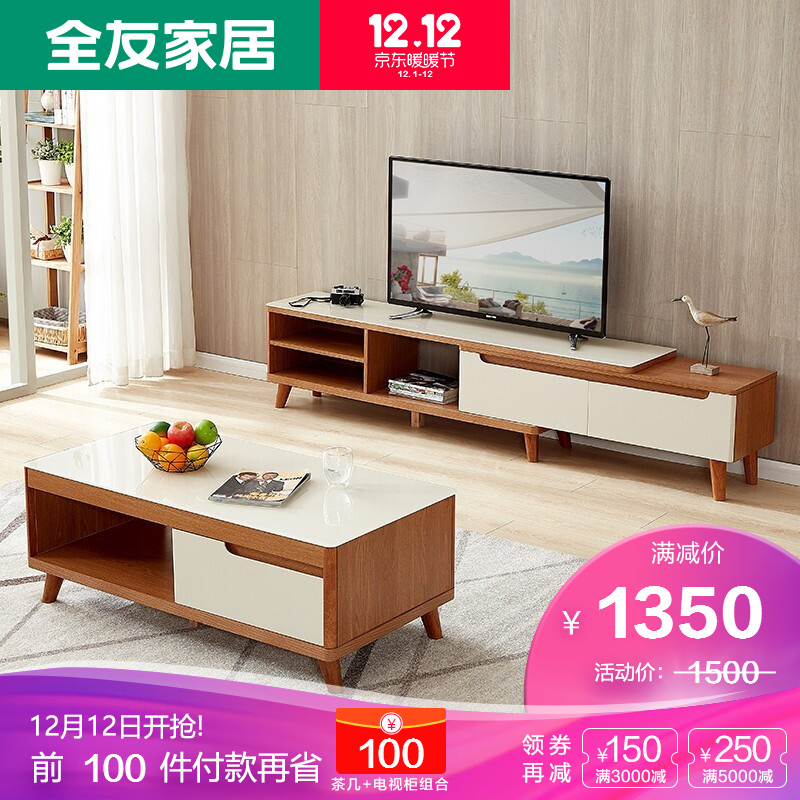 全友家居
12.12
京东暖暖节
12.1-12
满减价
¥ 1350
活动价: 1500
12月12日开抢!
前 100 件付款再省
¥
100
茶几+电视柜组合
领券
再减
¥150
满3000减
¥250
满5000减